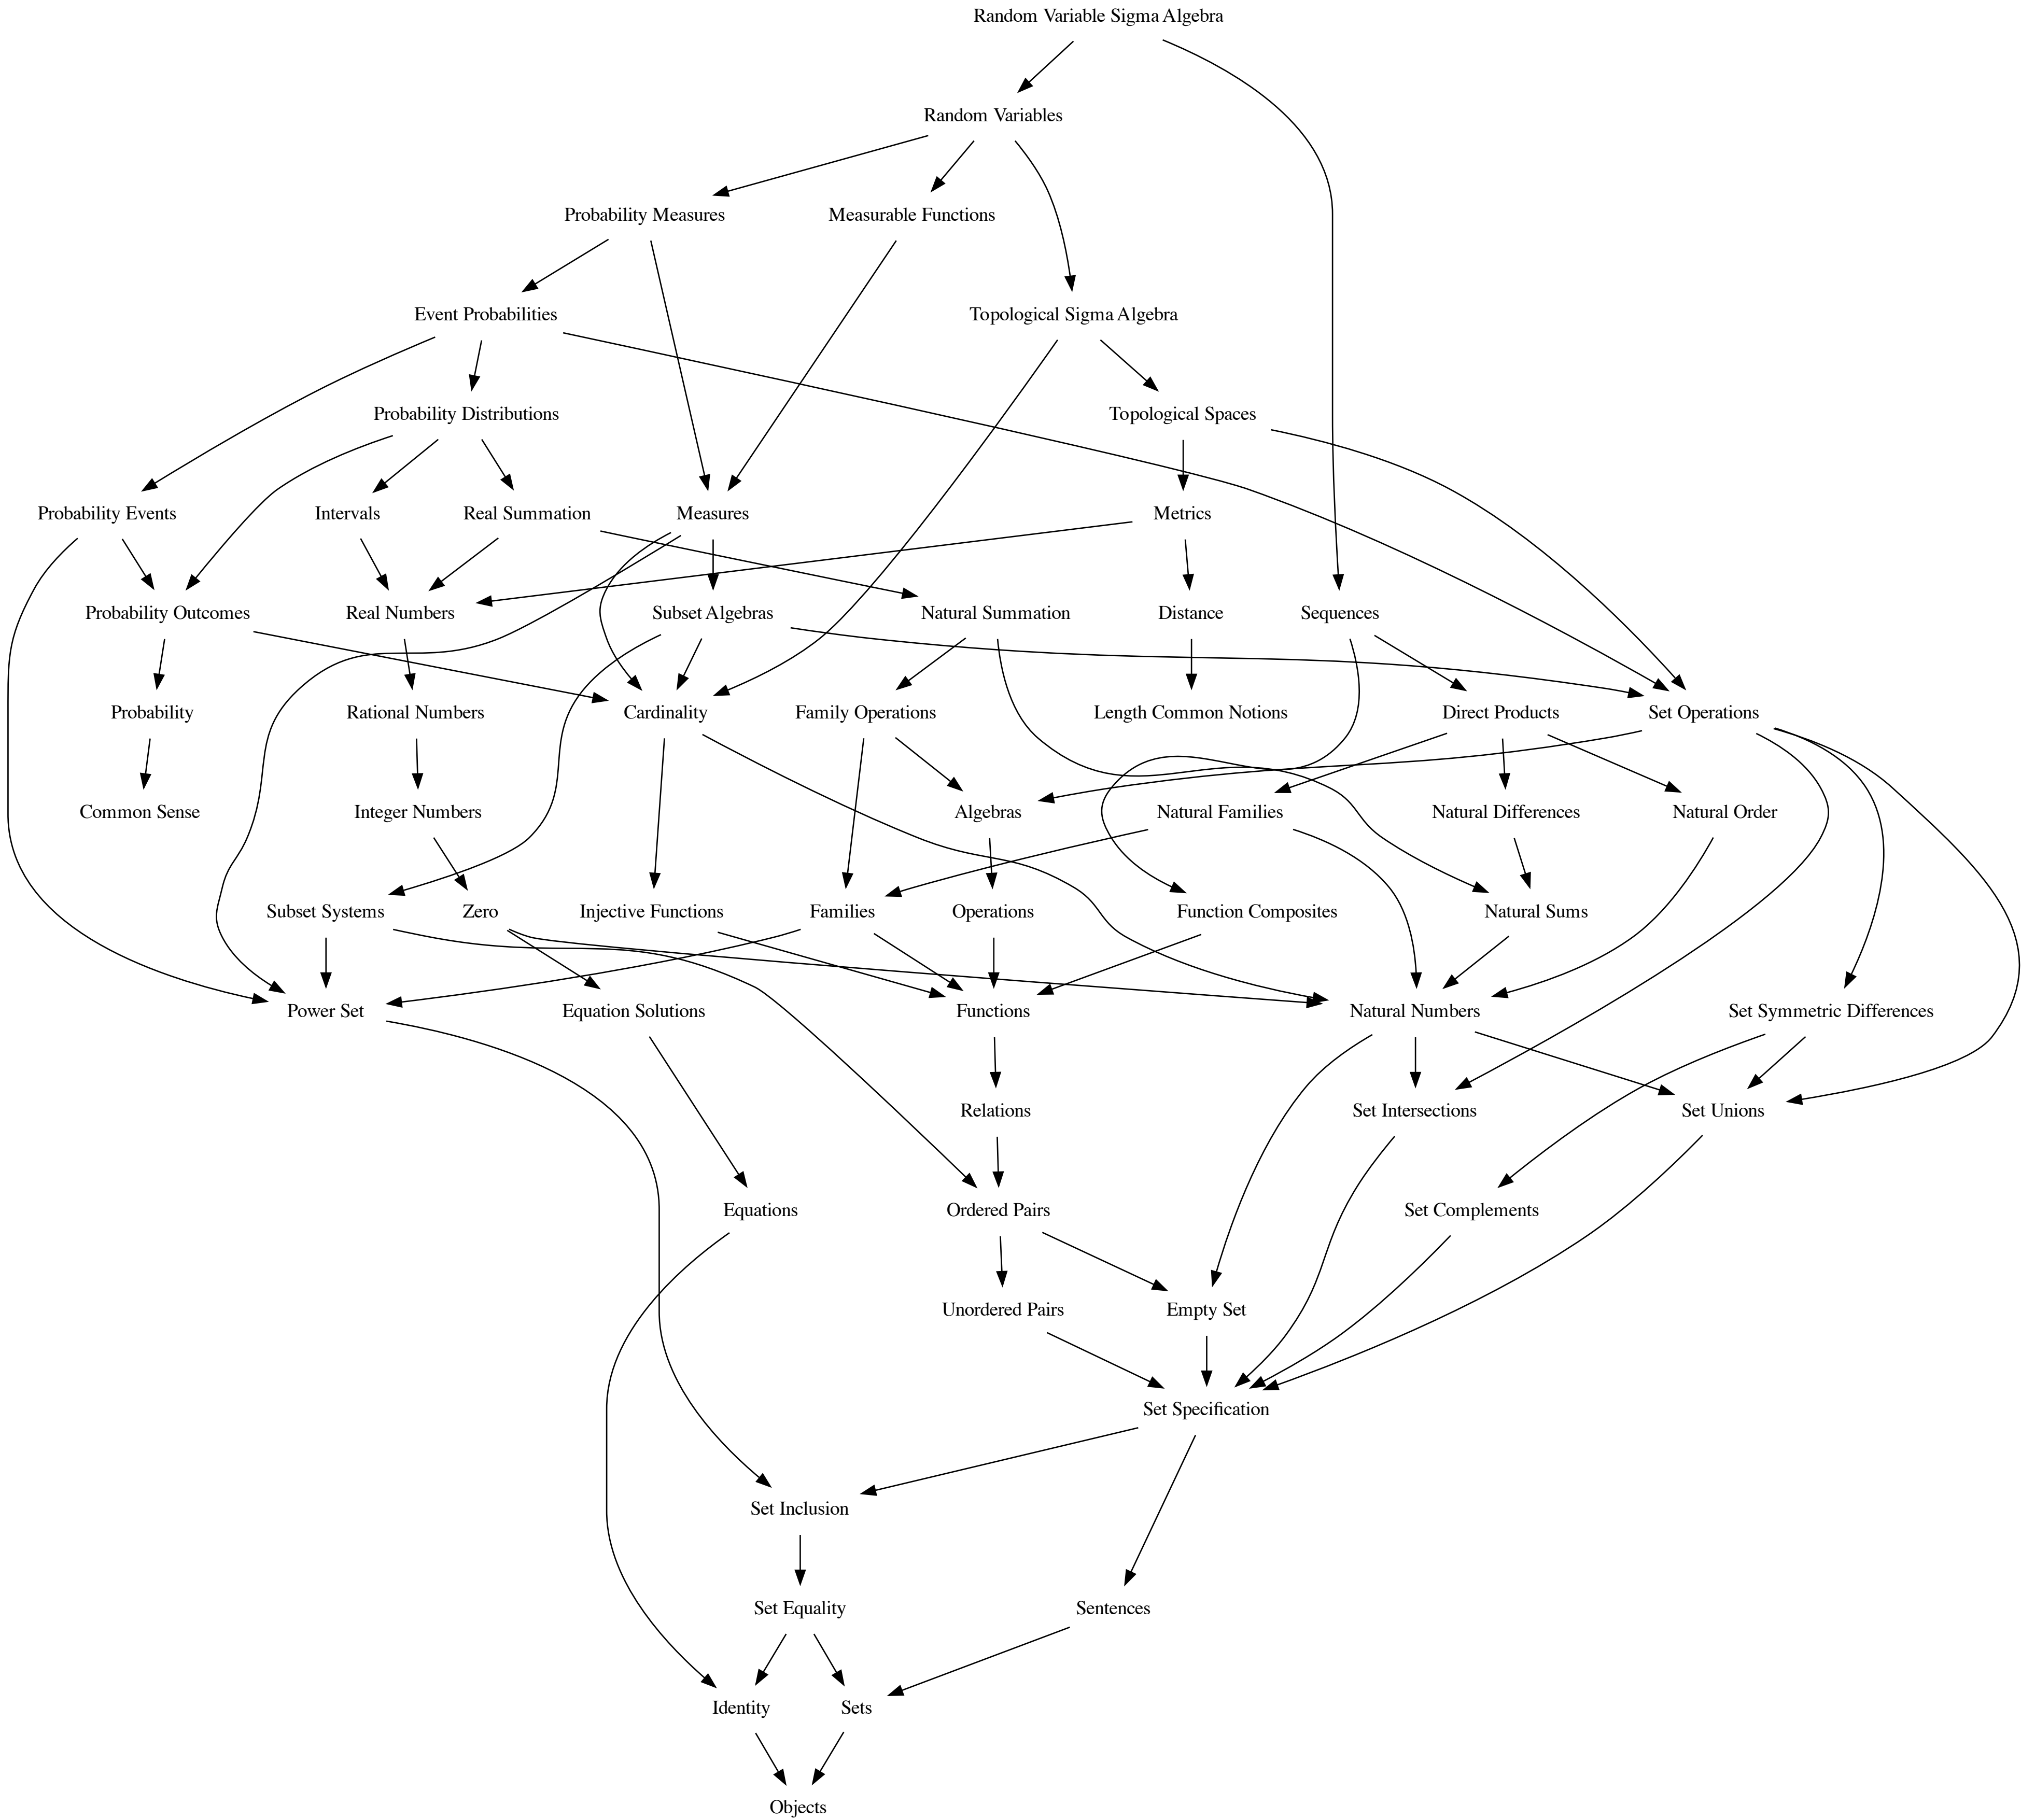 Random Variable Sigma Algebra
Random Variables
Probability Measures
Measurable Functions
Event Probabilities
Topological Sigma Algebra
Probability Distributions
Topological Spaces
Probability Events
Intervals
Real Summation
Measures
Metrics
Probability Outcomes
Real Numbers
Subset Algebras
Natural Summation
Distance
Sequences
Probability
Rational Numbers
Cardinality
Family Operations
Length Common Notions
Direct Products
Set Operations
Common Sense
Integer Numbers
Algebras
Natural Families
Natural Differences
Natural Order
Subset Systems
Zero
Injective Functions
Families
Operations
Function Composites
Natural Sums
Power Set
Equation Solutions
Functions
Natural Numbers
Set Symmetric Differences
Relations
Set Intersections
Set Unions
Equations
Ordered Pairs
Set Complements
Unordered Pairs
Empty Set
Set Specification
Set Inclusion
Set Equality
Sentences
Identity
Sets
Objects